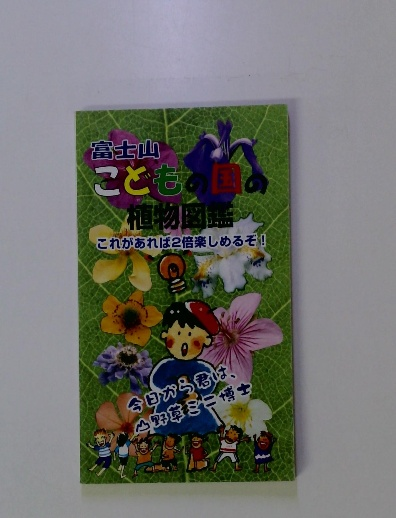 富士山
こどもの国の
植物図鑑
これがあれば2倍楽しめるぞ!
今日から君は、
山野草ミニ博士